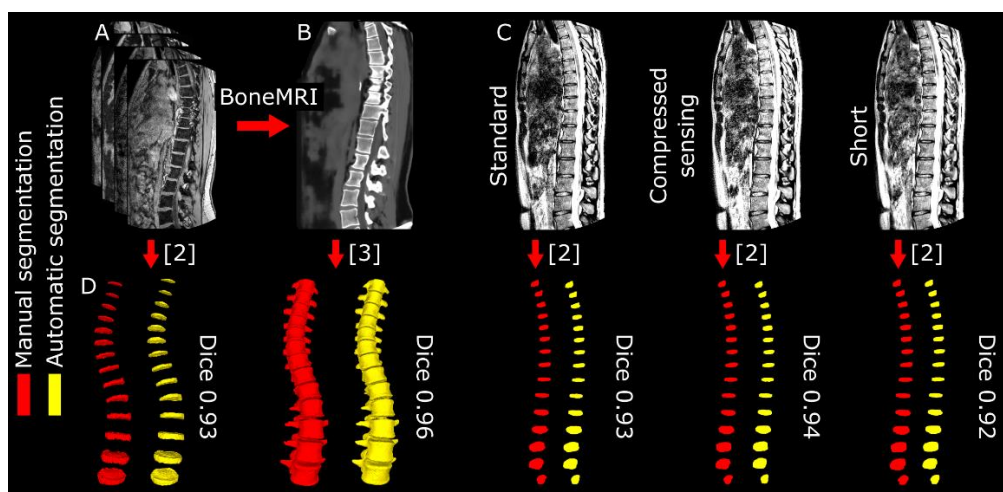 A
B
C
BoneMRI
Standard
Compressed
sensing
Short
[2]
[3]
[2]
[2]
[2]
D
Manual segmentation
Automatic segmentation
Dice 0.93
Dice 0.96
Dice 0.93
Dice 0.94
Dice 0.92